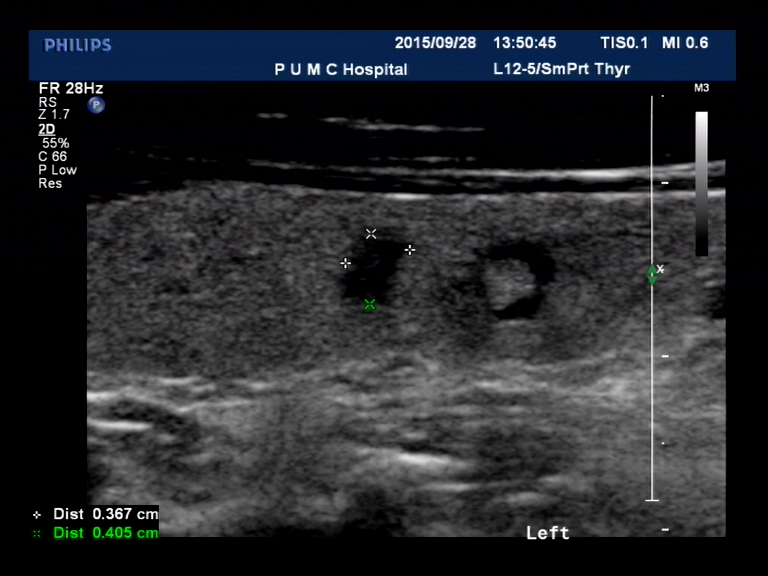 PHILIPS
2015/09/28 13:50:45 TIS0.1 MI 0.6
P U M C Hospital L12-5/SmPrt Thyr
FR 28Hz
M3
RS
P
Z 1.7
2D
55%
C 66
P Low
Res
x
Dist 0.367 cm
Dist 0.405 cm
Left